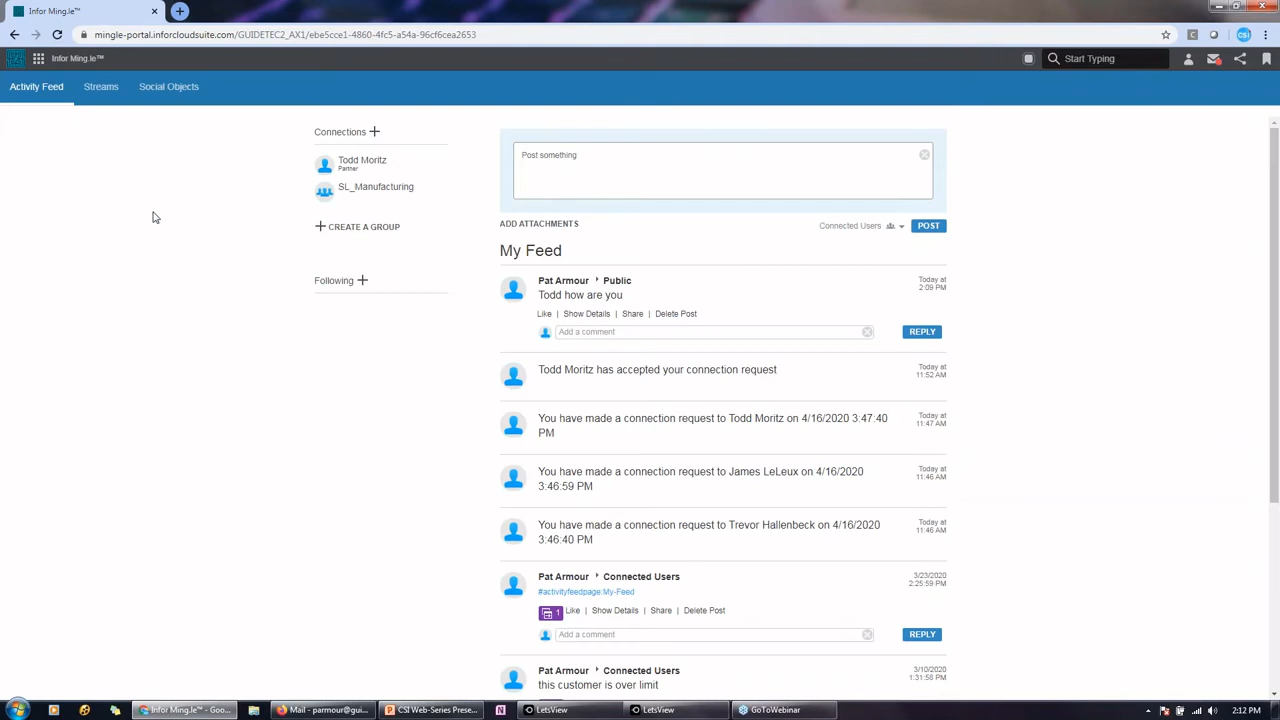 Infor Ming.le™
mingle-portal.inforcloudsuite.com/GUIDETEC2_AX1/ebe5cce1-4860-4fc5-a54a-96cf6cea2653
csi
Infor Ming.le™
Start Typing
Activity Feed
Streams
Social Objects
Connections
Todd Moritz
Partner
SL_Manufacturing
CREATE A GROUP
Following
Post something
ADD ATTACHMENTS
Connected Users
POST
My Feed
Pat Armour Public
Today at
2:09 PM
Todd how are you
Like | Show Details | Share | Delete Post
Add a comment
REPLY
Todd Moritz has accepted your connection request
Today at
11:52 AM
You have made a connection request to Todd Moritz on 4/16/2020 3:47:40
PM
Today at
11:47 AM
You have made a connection request to James LeLeux on 4/16/2020
3:46:59 PM
Today at
11:46 AM
You have made a connection request to Trevor Hallenbeck on 4/16/2020
3:46:40 PM
Today at
11:46 AM
Pat Armour Connected Users
3/23/2020
2:25:59 PM
#activityfeedpage:My-Feed
1
Like | Show Details | Share | Delete Post
Add a comment
REPLY
Pat Armour Connected Users
3/10/2020
1:31:58 PM
this customer is over limit
Infor Ming.le™ - Goo...
Mail - parmour@gui...
CSI Web-Series Prese...
N
LetsView
LetsView
GoToWebinar
2:12 PM